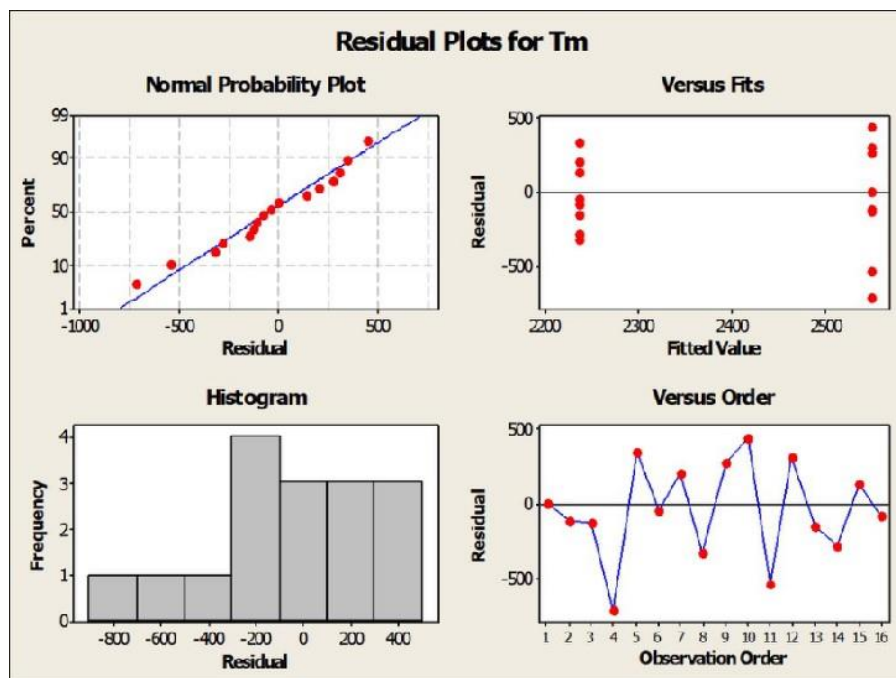 Residual Plots for Tm
Normal Probability Plot
99
90
50
10
1
Percent
-1000 -500 0 500
Residual
Versus Fits
500
0
-500
Residual
2200 2300 2400 2500
Fitted Value
Histogram
4
3
2
1
0
Frequency
-800 -600 -400 -200 0 200 400
Residual
Versus Order
500
0
-500
Residual
1 2 3 4 5 6 7 8 9 10 11 12 13 14 15 16
Observation Order